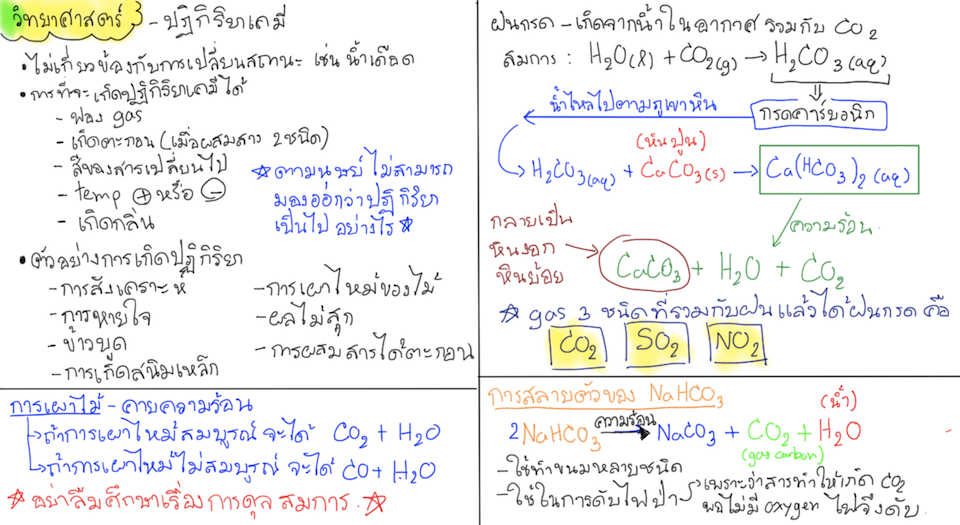 วิทยาศาสตร์ - ปฏิกิริยาเคมี
• ไม่เกี่ยวข้องกับการเปลี่ยนสถานะ เช่น น้ำเดือด
• การที่จะเกิดปฏิกิริยาเคมีได้
- ฟอง gas
- เกิดตะกอน (เมื่อผสมสาร 2 ชนิด)
- สีของสารเปลี่ยนไป
- temp ⊕ หรือ ⊖
- เกิดกลิ่น
☆ ตามนุษย์ไม่สามารถ
มองออกว่าปฏิกิริยา
เป็นไปอย่างไร ☆
• ตัวอย่างการเกิดปฏิกิริยา
- การสังเคราะห์
- การหายใจ
- ข้าวบูด
- การเกิดสนิมเหล็ก
- การเผาไหม้ของไม้
- ผลไม้สุก
- การผสมสารได้ตะกอน
การเผาไม้ - คายความร้อน
↳ ถ้าการเผาไหม้สมบูรณ์ จะได้ CO₂ + H₂O
↳ ถ้าการเผาไหม้ไม่สมบูรณ์ จะได้ CO + H₂O
☆ อย่าลืมศึกษาเรื่องการดุลสมการ ☆
ฝนกรด - เกิดจากน้ำในอากาศ รวมกับ CO₂
สมการ : H₂O(l) + CO₂(g) → H₂CO₃(aq)
⇓
กรดคาร์บอนิก
น้ำไหลไปตามภูเขาหิน
(หินปูน)
H₂CO₃(aq) + CaCO₃(s) → Ca(HCO₃)₂(aq)
ความร้อน
กลายเป็น
หินงอก
หินย้อย
CaCO₃ + H₂O + CO₂
☆ gas 3 ชนิดที่รวมกับฝนแล้วได้ฝนกรด คือ
CO₂ SO₂ NO₂
การสลายตัวของ NaHCO₃
(น้ำ)
2NaHCO₃ ความร้อน→ NaCO₃ + CO₂ + H₂O
(gas carbon)
- ใช้ทำขนมหลายชนิด
- ใช้ในการดับไฟป่า
↳ เพราะว่าสารทำให้เกิด CO₂
พอไม่มี oxygen ไฟจึงดับ